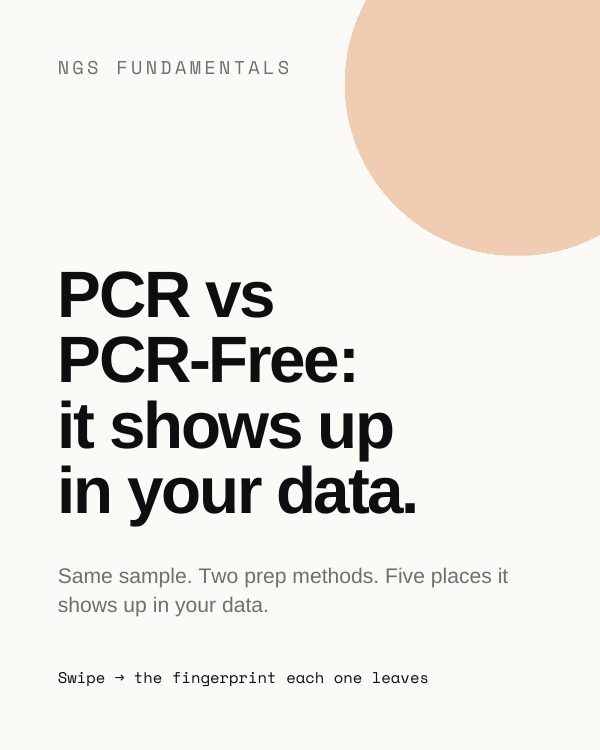 NGS FUNDAMENTALS
PCR vs
PCR-Free:
it shows up
in your data.
Same sample. Two prep methods. Five places it
shows up in your data.
Swipe → the fingerprint each one leaves